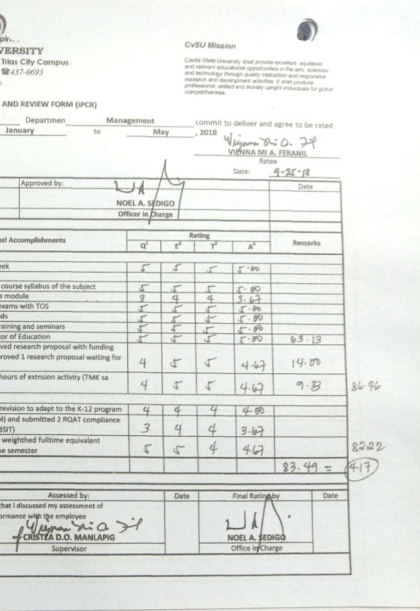 VERSITY
Trias City Campus
☎437-0693
CvSU Mission
Cavite State University shall provide excellent, equitable
and relevant educational opportunities in the arts, sciences
and technology through quality instruction and responsive
research and development activities. It shall produce
professional, skilled and morally upright individuals for global
competitiveness.
AND REVIEW FORM (IPCR)
Departmen Management commit to deliver and agree to be rated
January to May , 2018
VIENNA MI A. FERANIL
Ratee
Date: 4-25-18
Approved by: Date
NOEL A. SEDIGO
Officer in Charge
al Accomplishments Rating Remarks
Q¹ E² T³ A⁴
eek 5 5 5 5.00
course syllabus of the subject 5 5 5 5.00
e module 3 4 4 3.67
exams with TOS 5 5 5 5.00
ds 5 5 5 5.00
raining and seminars 5 5 5 5.00
tor of Education 5 5 5 5.00 63.13
ved research proposal with funding
roved 1 research proposal waiting for 4 5 5 4.67 14.00
hours of extnsion activity (TMK sa 4 5 5 4.67 9.33 86.46
revision to adapt to the K-12 program 4 4 4 4.00
M) and submitted 2 RQAT compliance
BSIT) 3 4 4 3.67
weighthed fulltime equivalent
e semester 5 5 4 4.67 82.22
83.49 = 4.17
Assessed by: Date Final Rating by Date
that I discussed my assessment of
ormance with the employee
CRISTZA D.O. MANLAPIG NOEL A. SEDIGO
Supervisor Office in Charge